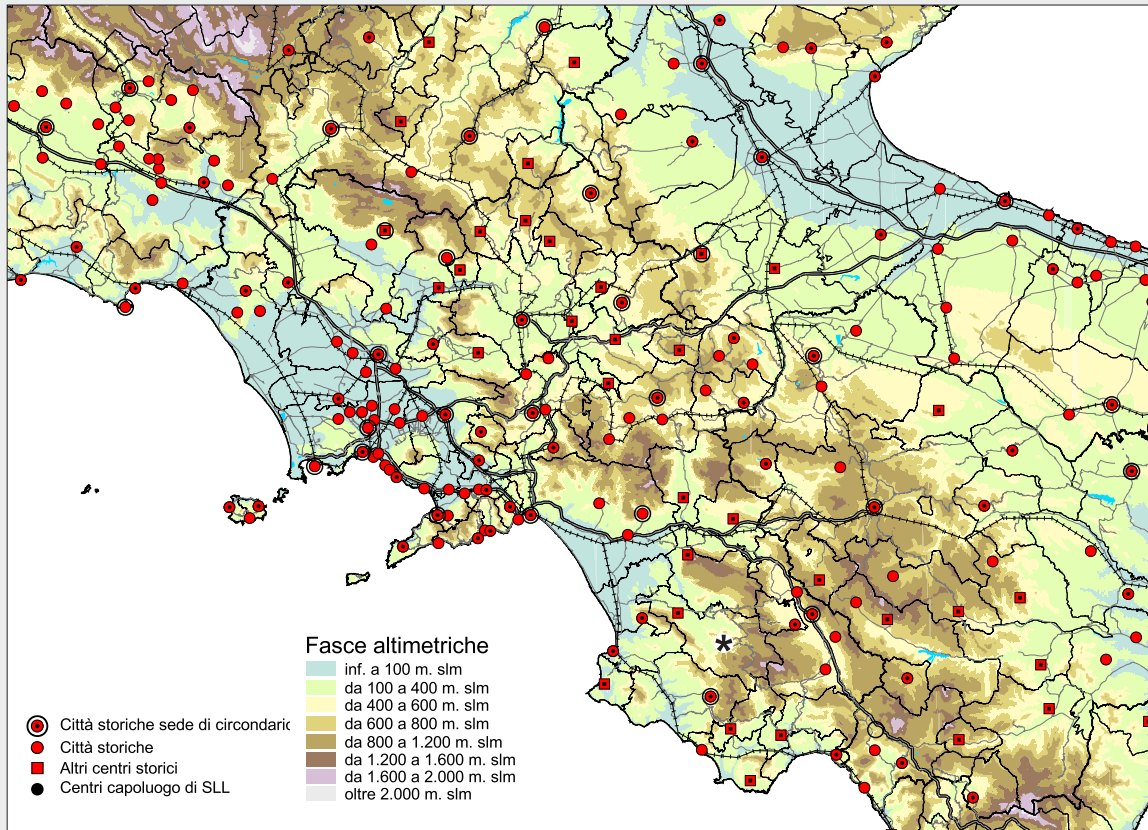 *
Fasce altimetriche
inf. a 100 m. slm
da 100 a 400 m. slm
da 400 a 600 m. slm
da 600 a 800 m. slm
da 800 a 1.200 m. slm
da 1.200 a 1.600 m. slm
da 1.600 a 2.000 m. slm
oltre 2.000 m. slm
Città storiche sede di circondaric
Città storiche
Altri centri storici
Centri capoluogo di SLL